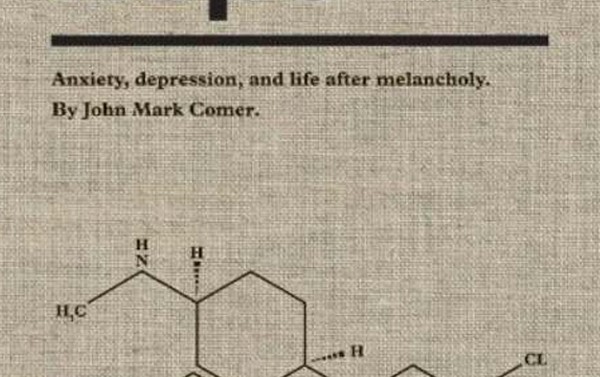 Anxiety, depression, and life after melancholy.
By John Mark Comer.
H
N
H
H,C
H
CL